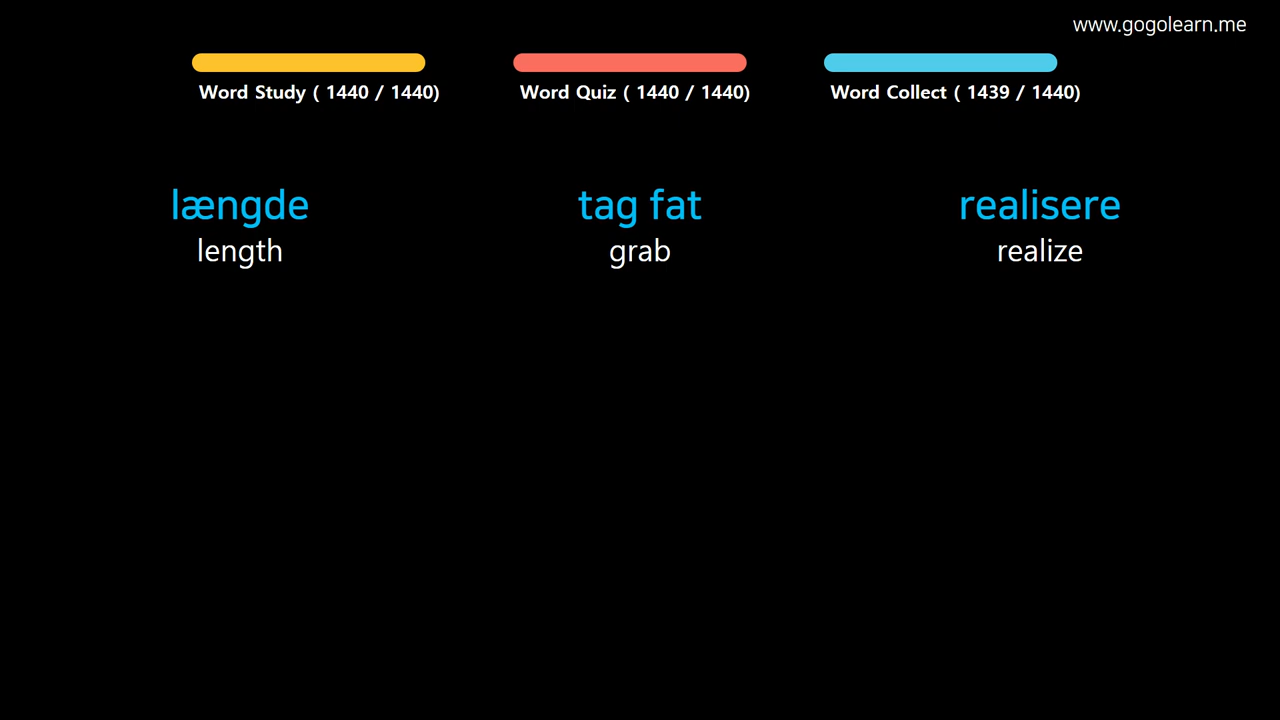 www.gogolearn.me
Word Study ( 1440 / 1440)
Word Quiz ( 1440 / 1440)
Word Collect ( 1439 / 1440)
længde
length
tag fat
grab
realisere
realize